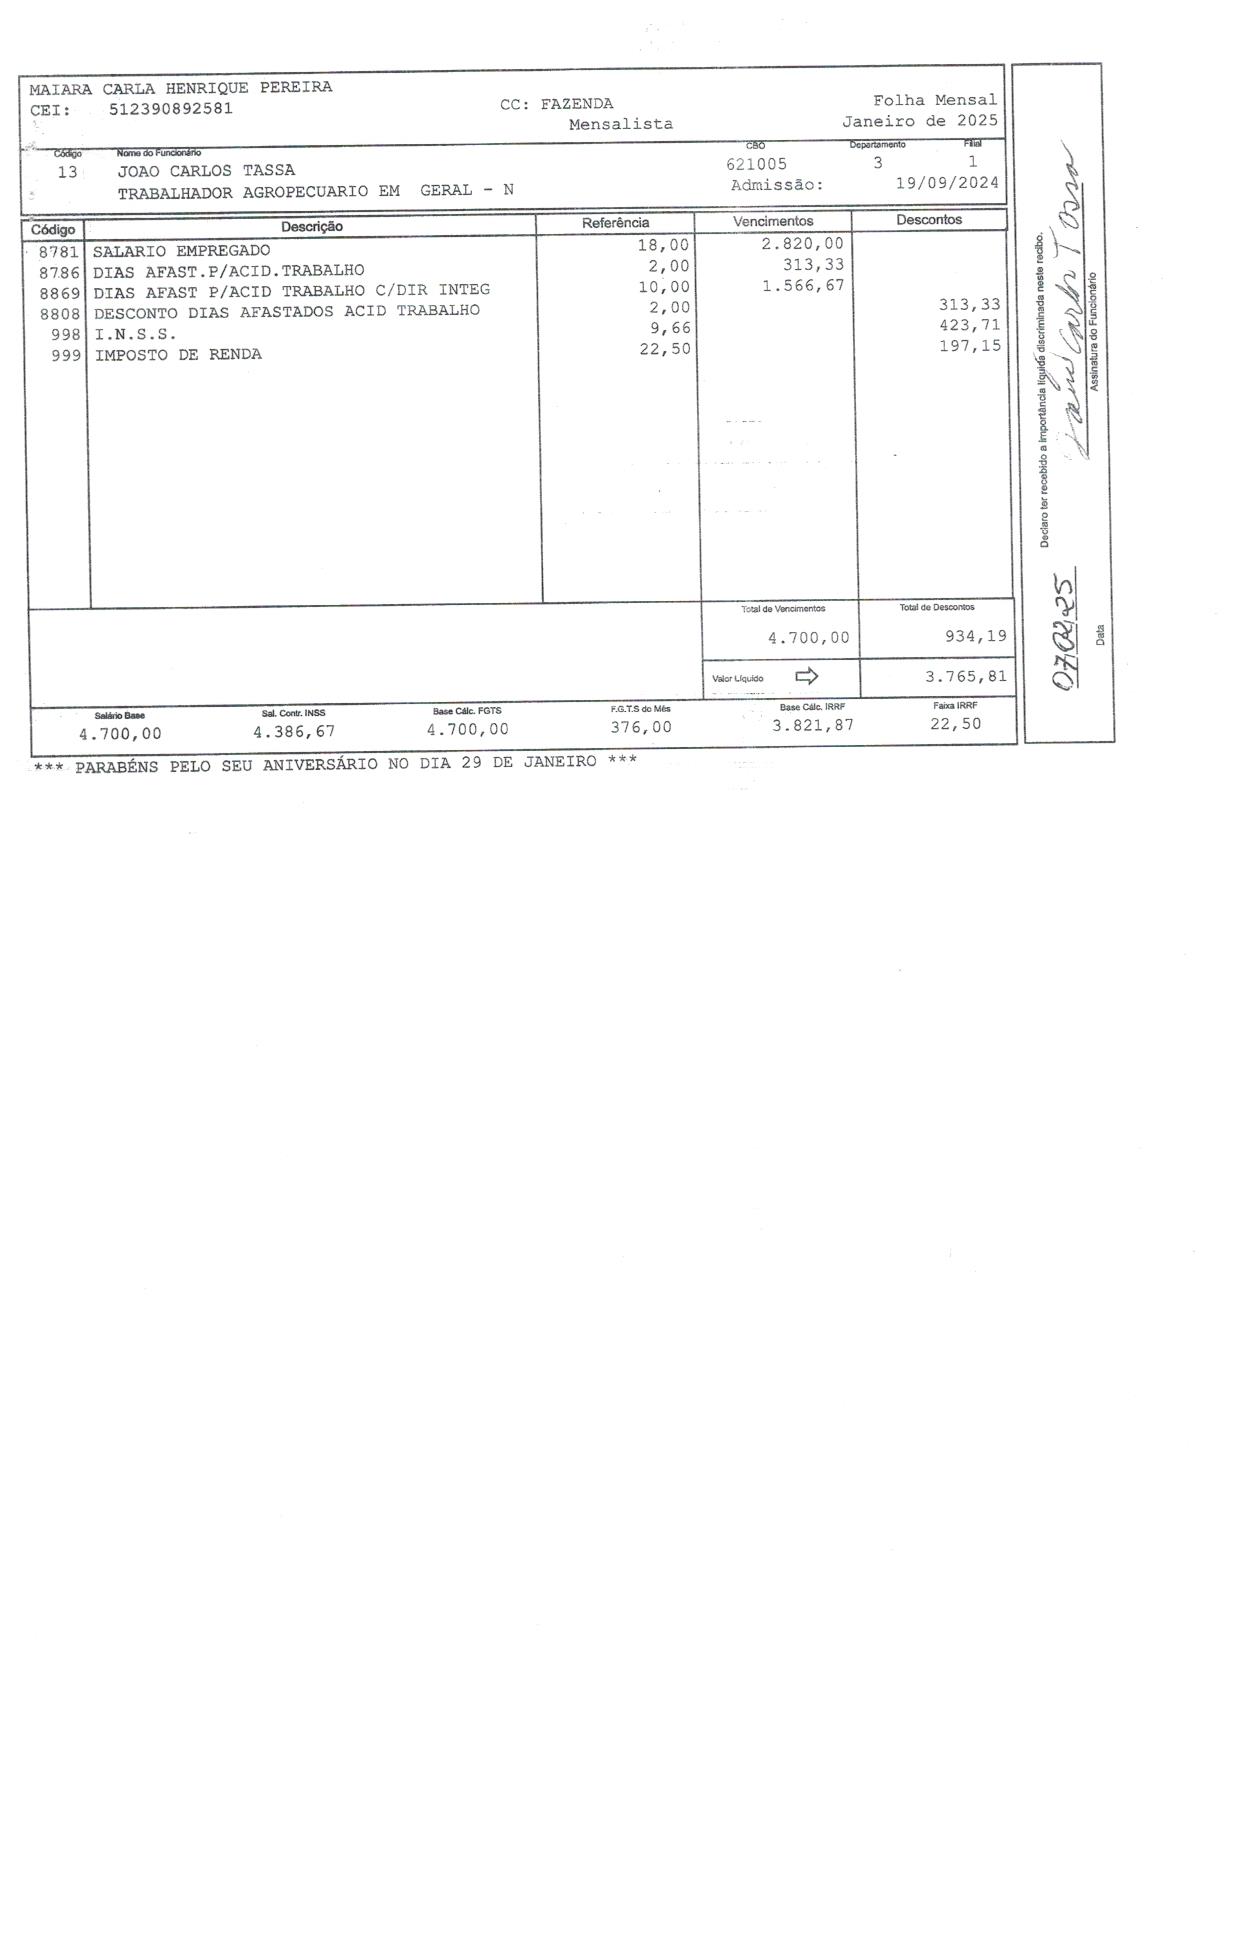 MAIARA CARLA HENRIQUE PEREIRA
CEI: 512390892581
CC: FAZENDA
Mensalista
Folha Mensal
Janeiro de 2025
Código Nome do Funcionário CBO Departamento Filial
13 JOAO CARLOS TASSA 621005 3 1
TRABALHADOR AGROPECUARIO EM GERAL - N Admissão: 19/09/2024
Código Descrição Referência Vencimentos Descontos
8781 SALARIO EMPREGADO 18,00 2.820,00
8786 DIAS AFAST.P/ACID.TRABALHO 2,00 313,33
8869 DIAS AFAST P/ACID TRABALHO C/DIR INTEG 10,00 1.566,67
8808 DESCONTO DIAS AFASTADOS ACID TRABALHO 2,00 313,33
998 I.N.S.S. 9,66 423,71
999 IMPOSTO DE RENDA 22,50 197,15
Total de Vencimentos Total de Descontos
4.700,00 934,19
Valor Líquido 3.765,81
Salário Base Sal. Contr. INSS Base Cálc. FGTS F.G.T.S do Mês Base Cálc. IRRF Faixa IRRF
4.700,00 4.386,67 4.700,00 376,00 3.821,87 22,50
*** PARABÉNS PELO SEU ANIVERSÁRIO NO DIA 29 DE JANEIRO ***
Declaro ter recebido a importância líquida discriminada neste recibo.
Carlos Tassa
Assinatura do Funcionário
07/02/25
Data